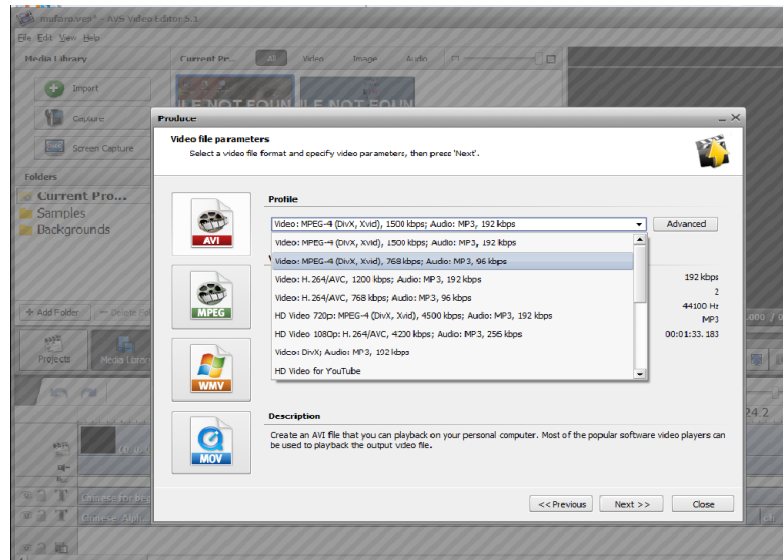 mufaro.vep* - AVS Video Editor 5.1
File Edit View Help
Media Library
Current Pr...
All
Video
Image
Audio
Import
Capture
Screen Capture
Folders
Current Pro...
Samples
Backgrounds
+ Add Folder
Projects
Media Library
Produce
Video file parameters
Select a video file format and specify video parameters, then press 'Next'.
AVI
MPEG
WMV
MOV
Profile
Video: MPEG-4 (DivX, Xvid), 1500 kbps; Audio: MP3, 192 kbps
Advanced
Video: MPEG-4 (DivX, Xvid), 1500 kbps; Audio: MP3, 192 kbps
Video: MPEG-4 (DivX, Xvid), 768 kbps; Audio: MP3, 96 kbps
Video: H.264/AVC, 1200 kbps; Audio: MP3, 192 kbps
Video: H.264/AVC, 768 kbps; Audio: MP3, 96 kbps
HD Video 720p: MPEG-4 (DivX, Xvid), 4500 kbps; Audio: MP3, 192 kbps
HD Video 1080p: H.264/AVC, 4200 kbps; Audio: MP3, 256 kbps
Video: DivX; Audio: MP3, 192 kbps
HD Video for YouTube
192 kbps
2
44100 Hz
MP3
00:01:33.183
Description
Create an AVI file that you can playback on your personal computer. Most of the popular software video players can
be used to playback the output video file.
<< Previous
Next >>
Close
Chinese for beg